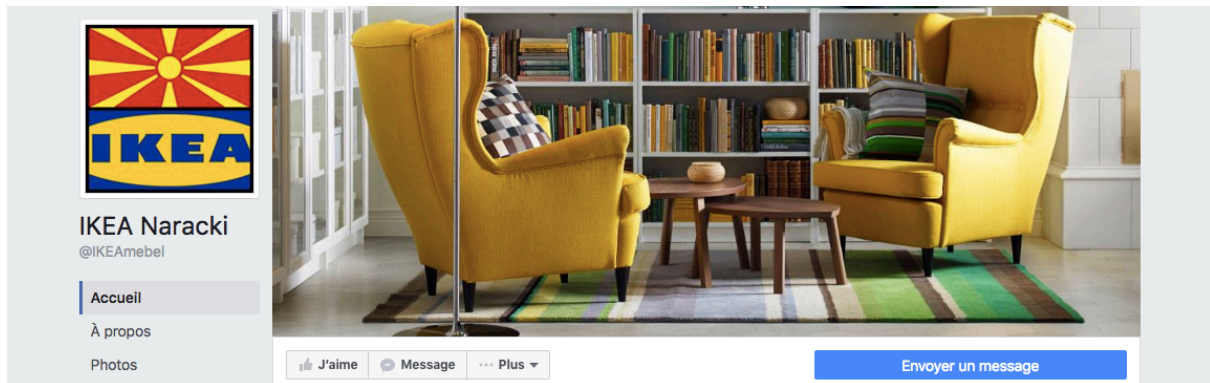 IKEA
IKEA Naracki
@IKEAmebel
Accueil
À propos
Photos
J'aime
Message
Plus
Envoyer un message